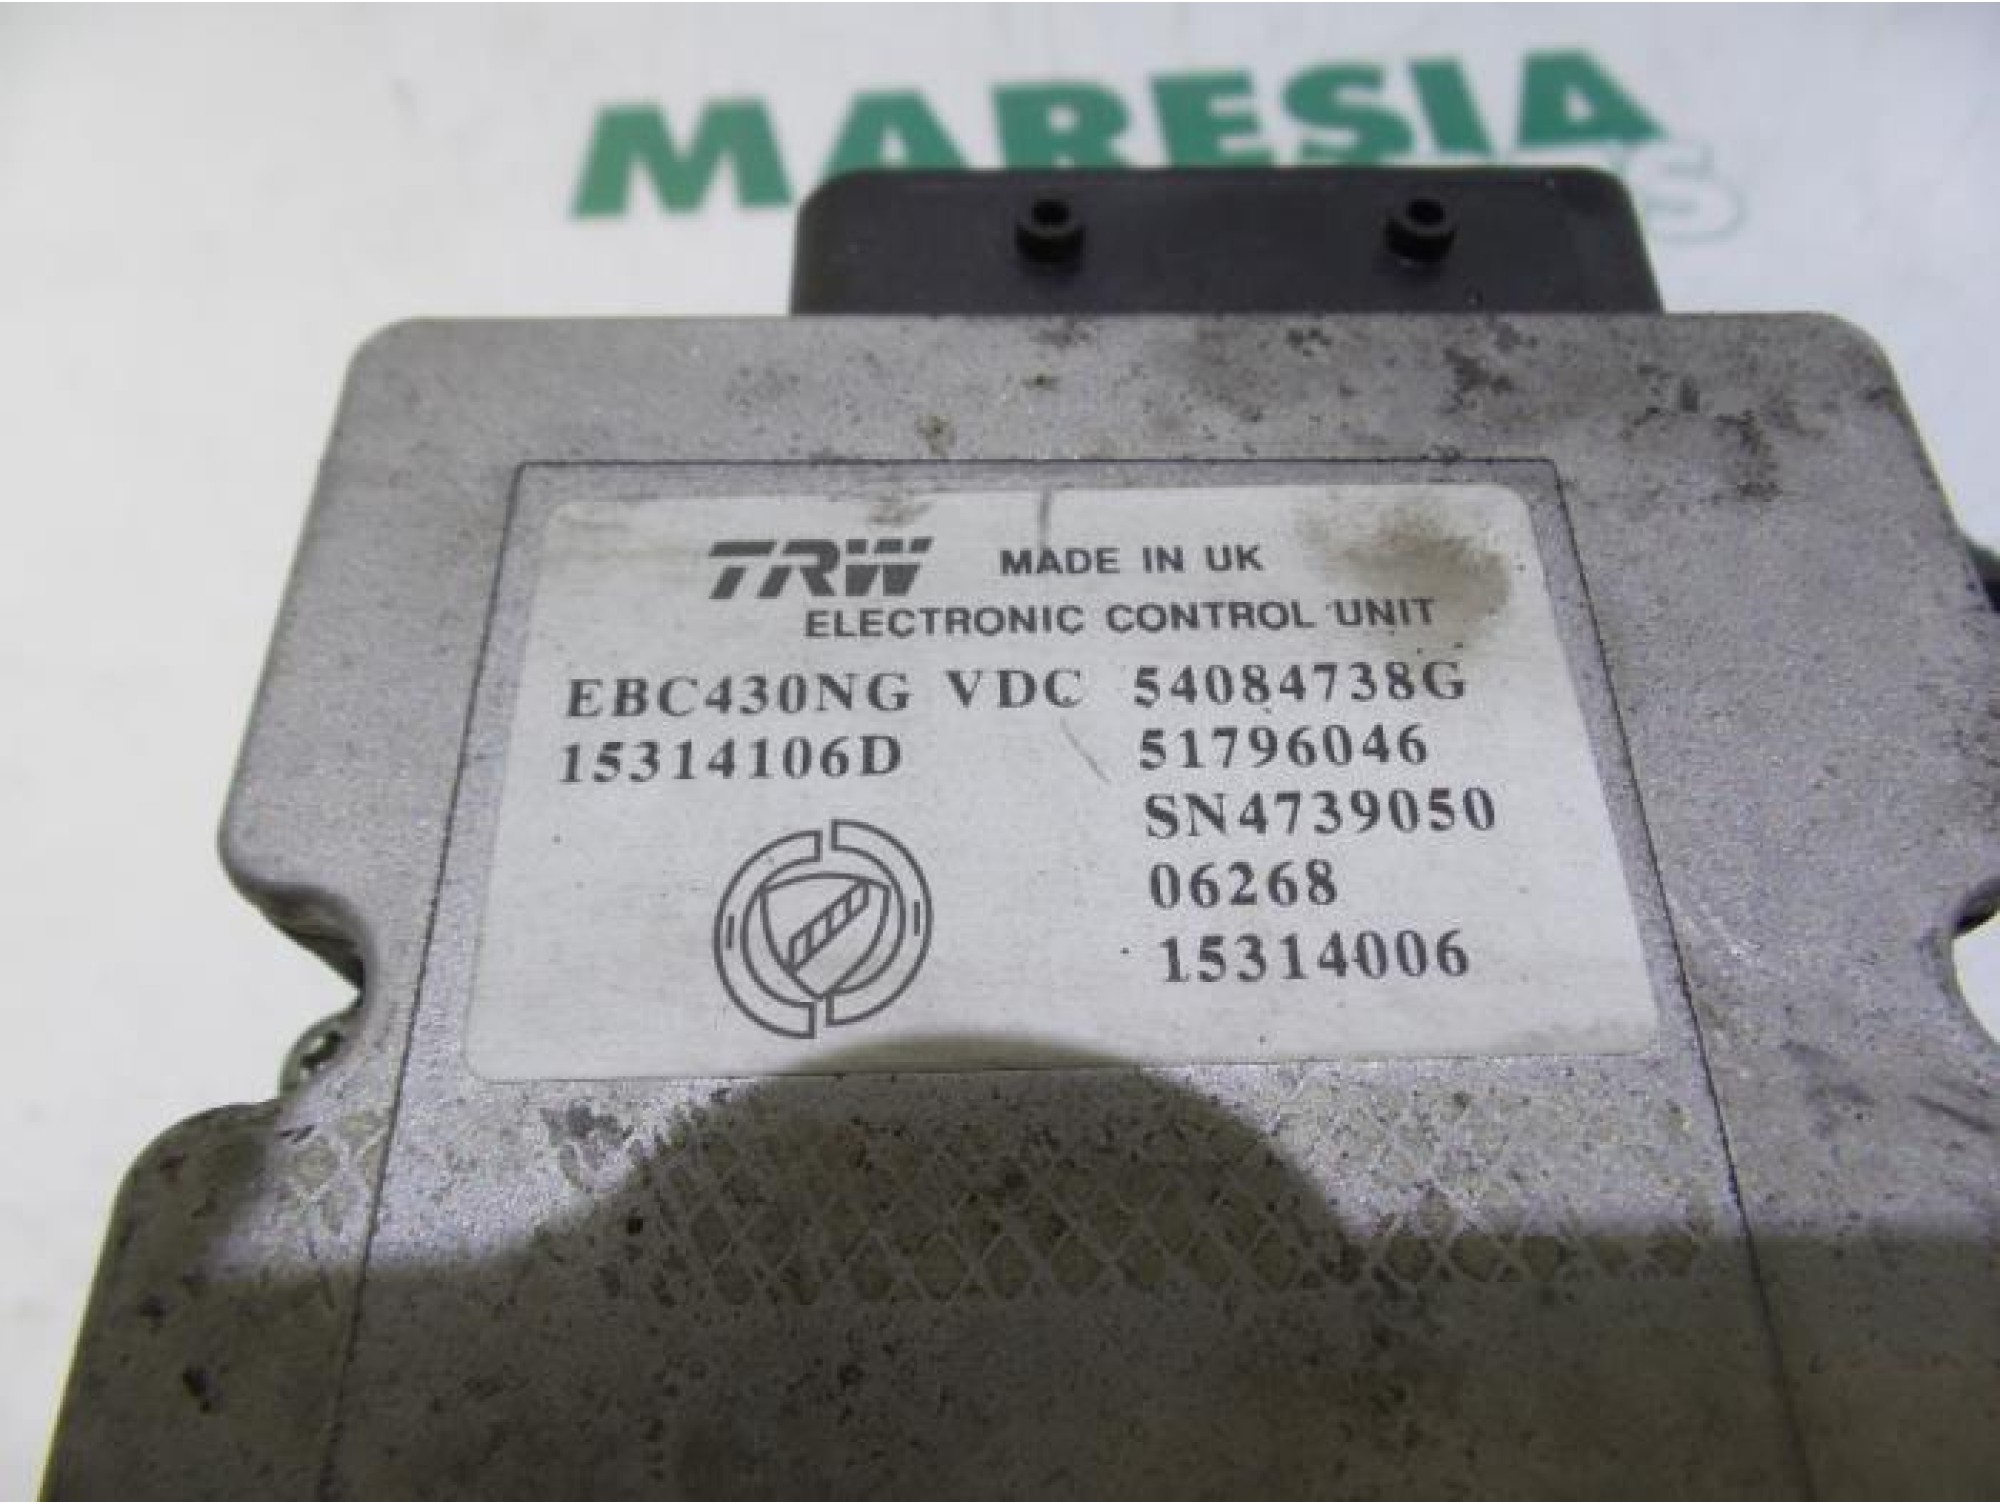 MARESIA
TRW MADE IN UK
ELECTRONIC CONTROL UNIT
EBC430NG VDC 54084738G
15314106D 51796046
SN4739050
06268
15314006